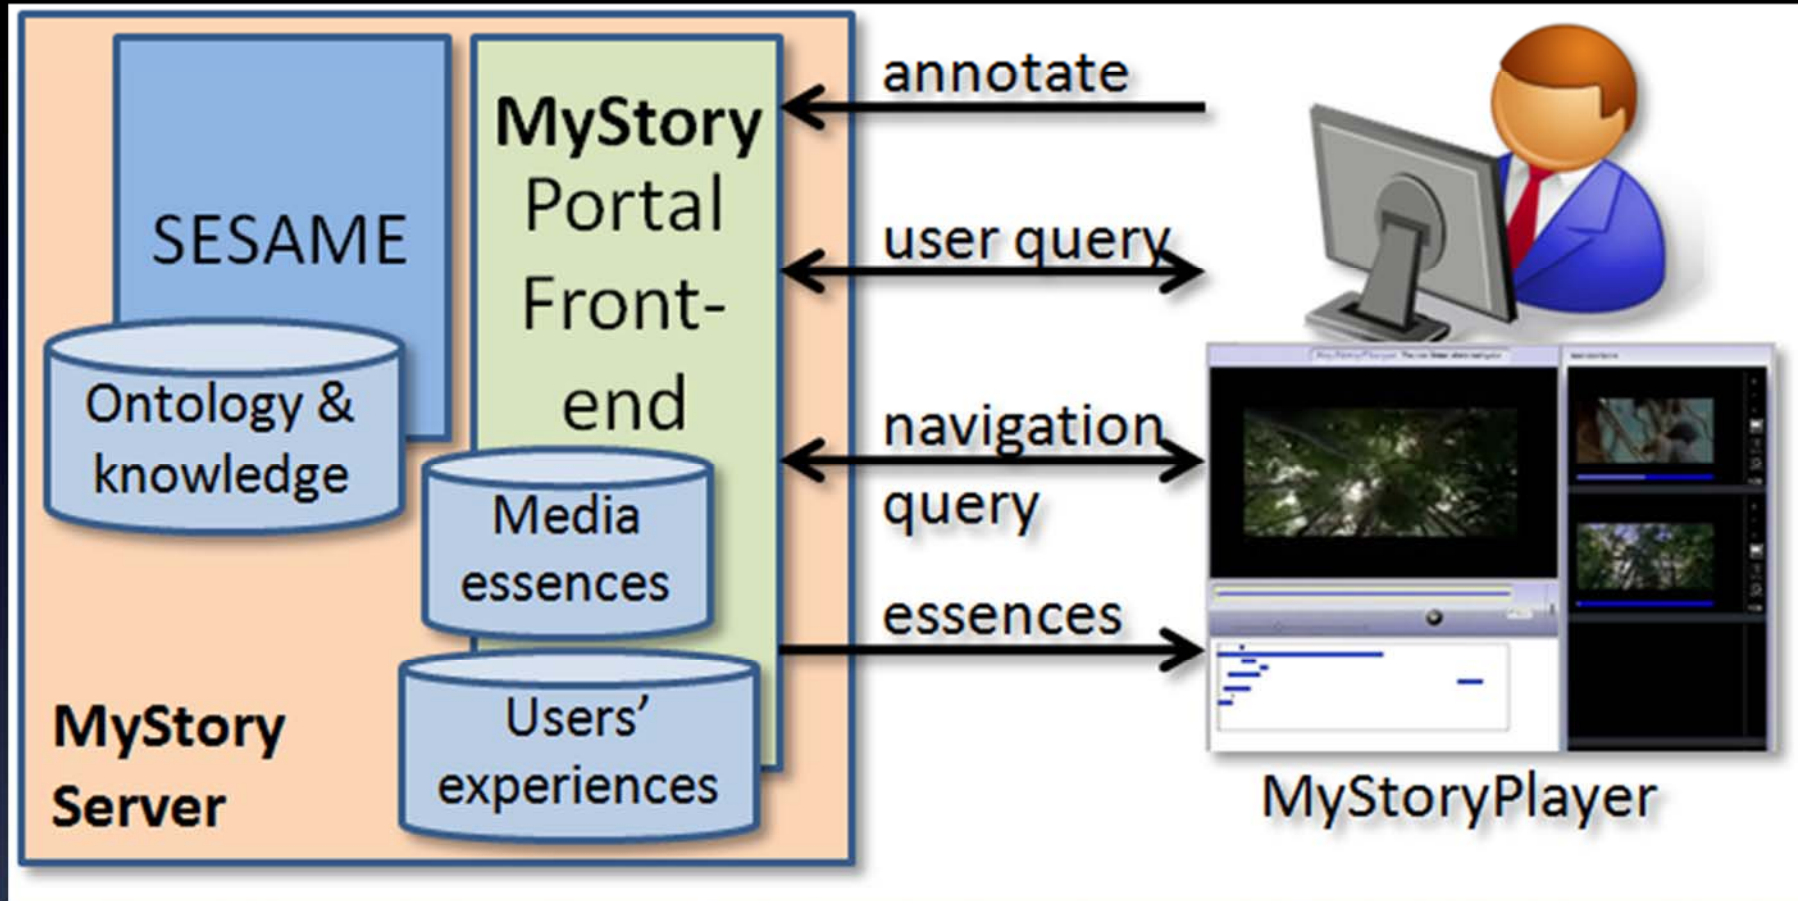 SESAME
Ontology &
knowledge
MyStory
Portal
Front-
end
Media
essences
Users’
experiences
MyStory
Server
annotate
user query
navigation
query
essences
MyStoryPlayer